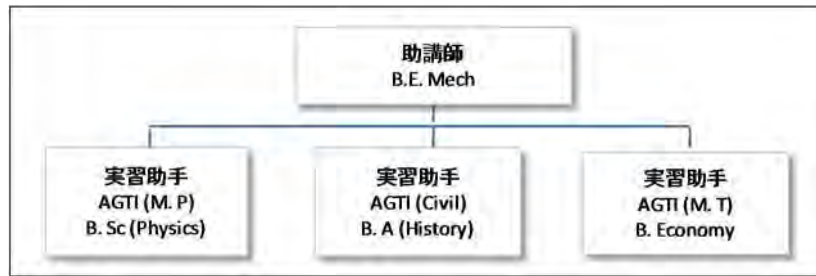 助講師
B.E. Mech
実習助手
AGTI (M. P)
B. Sc (Physics)
実習助手
AGTI (Civil)
B. A (History)
実習助手
AGTI (M. T)
B. Economy